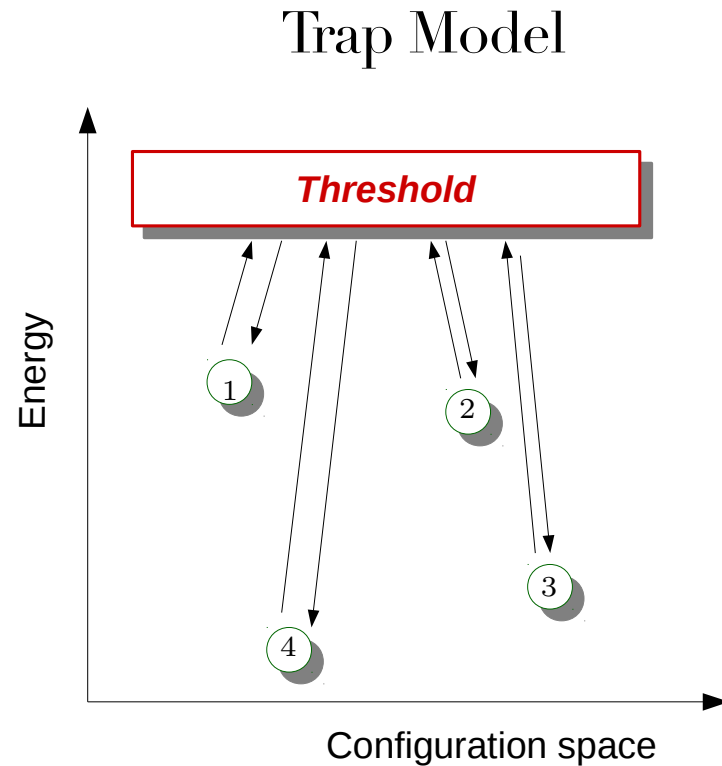 Trap Model
Threshold
Energy
1
2
3
4
Configuration space